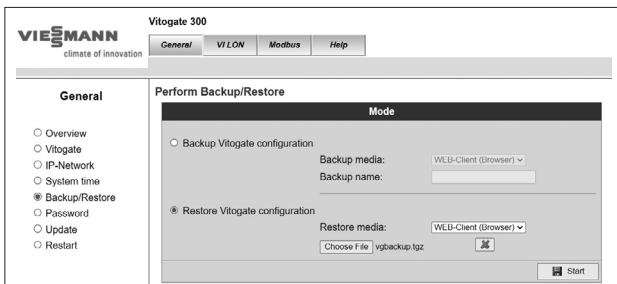 Vitogate 300
VIESSMANN
climate of innovation
General VI LON Modbus Help
General
Overview
Vitogate
IP-Network
System time
Backup/Restore
Password
Update
Restart
Perform Backup/Restore
Mode
Backup Vitogate configuration
Backup media: WEB-Client (Browser)
Backup name:
Restore Vitogate configuration
Restore media: WEB-Client (Browser)
Choose File vgbackup.tgz
Start